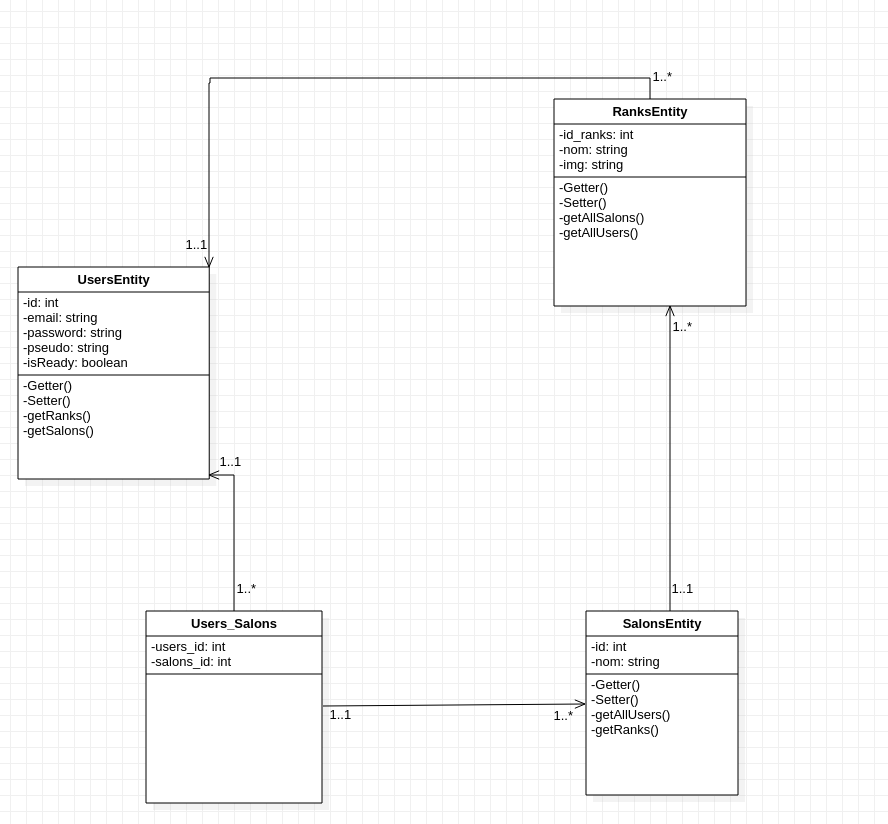 1..*
RanksEntity
-id_ranks: int
-nom: string
-img: string
-Getter()
-Setter()
-getAllSalons()
-getAllUsers()
1..1
UsersEntity
-id: int
-email: string
-password: string
-pseudo: string
-isReady: boolean
-Getter()
-Setter()
-getRanks()
-getSalons()
1..*
1..1
1..*
1..1
Users_Salons
-users_id: int
-salons_id: int
SalonsEntity
-id: int
-nom: string
-Getter()
-Setter()
-getAllUsers()
-getRanks()
1..1
1..*